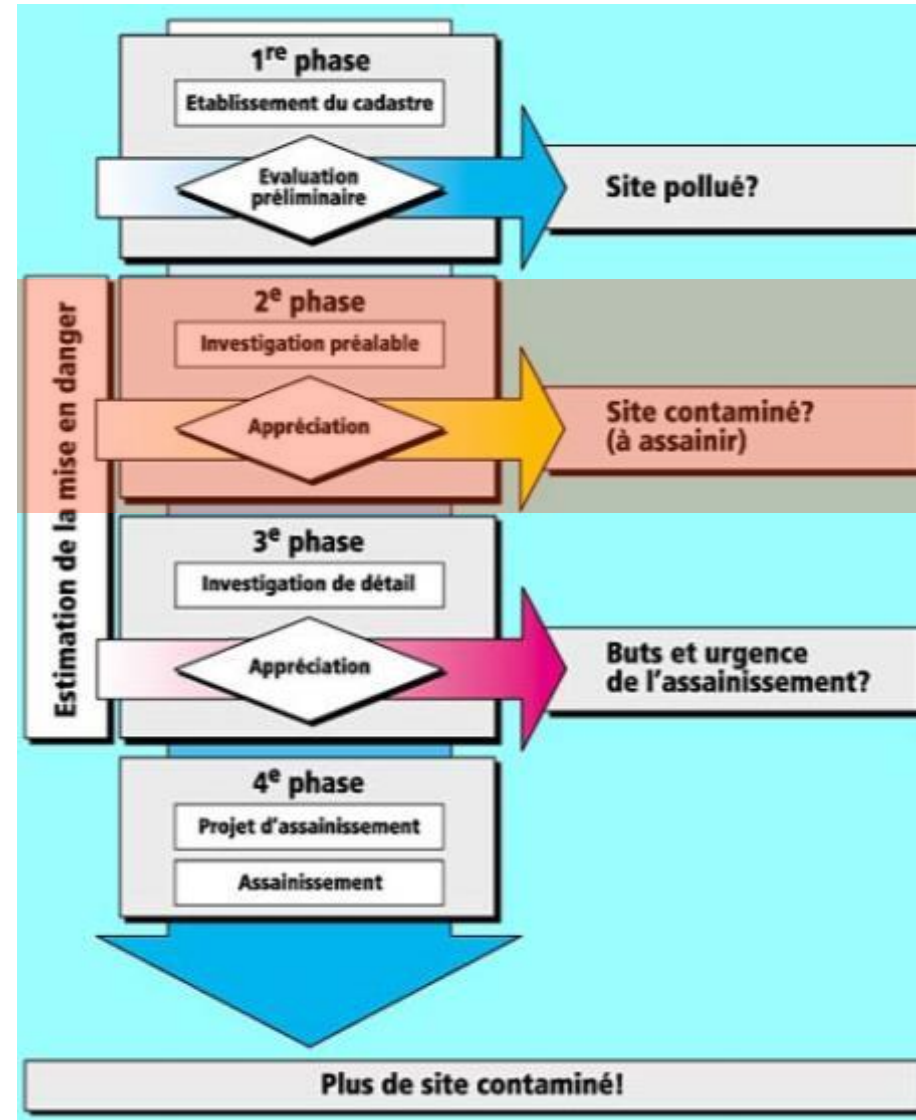 1re phase
Etablissement du cadastre
Evaluation
préliminaire
Site pollué?
Estimation de la mise en danger
2e phase
Investigation préalable
Appréciation
Site contaminé?
(à assainir)
3e phase
Investigation de détail
Appréciation
Buts et urgence
de l'assainissement?
4e phase
Projet d'assainissement
Assainissement
Plus de site contaminé!